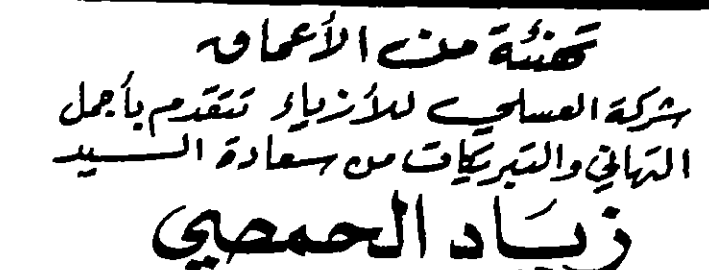 تهنئة من الأعماق
شركة العسلي للأزياء تتقدم بأجمل
التهاني والتبريكات من سعادة السيد
زياد الحمصي